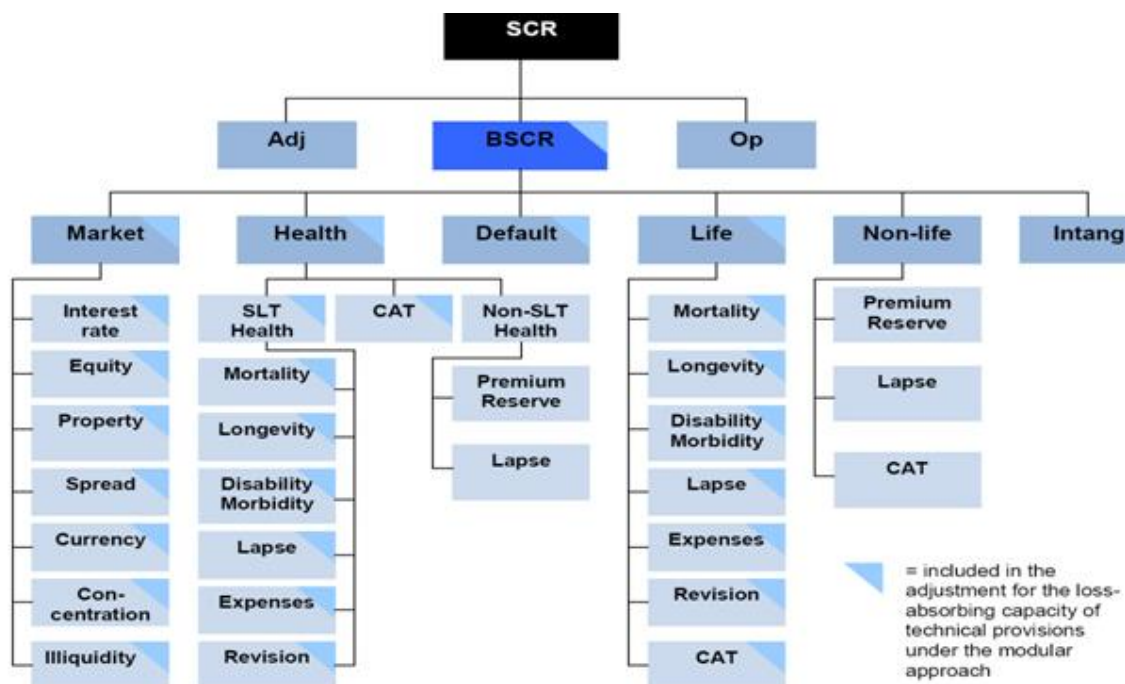 SCR
Adj
BSCR
Op
Market
Health
Default
Life
Non-life
Intang
Interest
rate
Equity
Property
Spread
Currency
Con-
centration
Illiquidity
SLT
Health
CAT
Non-SLT
Health
Mortality
Longevity
Disability
Morbidity
Lapse
Expenses
Revision
Premium
Reserve
Lapse
Mortality
Longevity
Disability
Morbidity
Lapse
Expenses
Revision
CAT
Premium
Reserve
Lapse
CAT
= included in the
adjustment for the loss-
absorbing capacity of
technical provisions
under the modular
approach